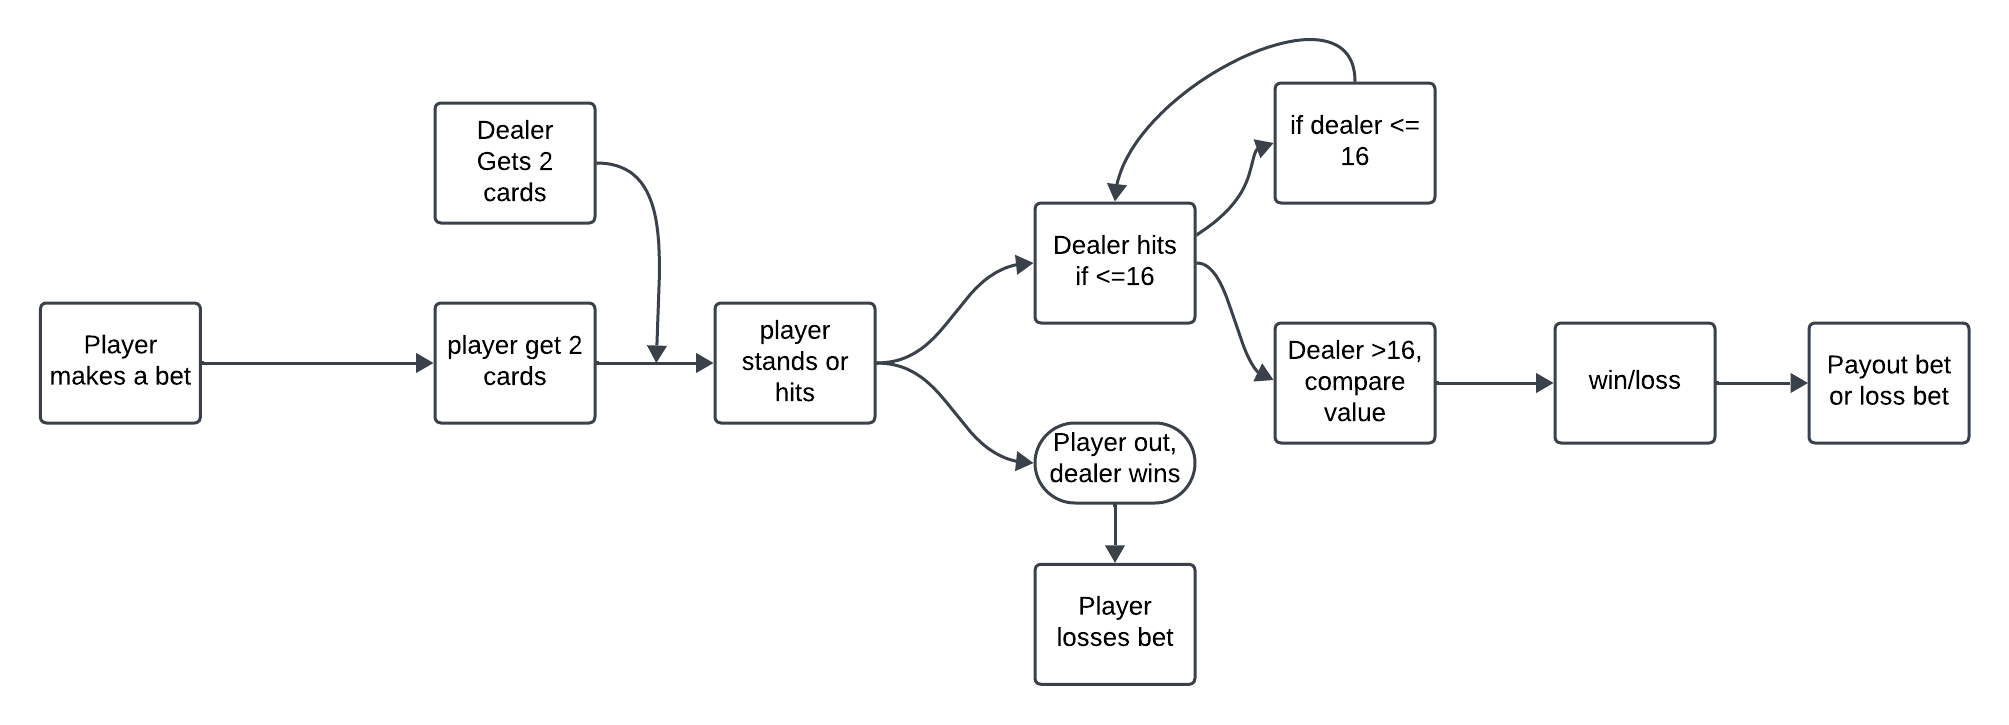 Player
makes a bet
Dealer
Gets 2
cards
player get 2
cards
player
stands or
hits
Dealer hits
if <=16
if dealer <=
16
Player out,
dealer wins
Player
losses bet
Dealer >16,
compare
value
win/loss
Payout bet
or loss bet